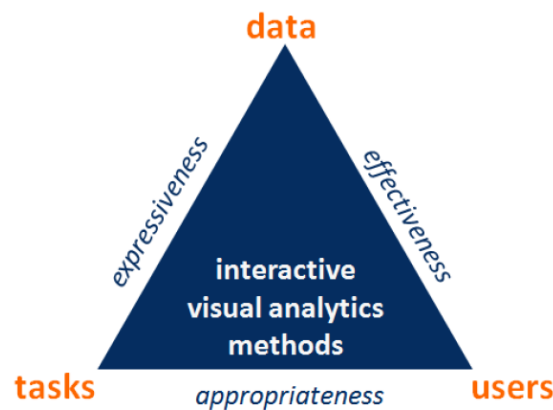 data
expressiveness
effectiveness
interactive
visual analytics
methods
tasks
appropriateness
users